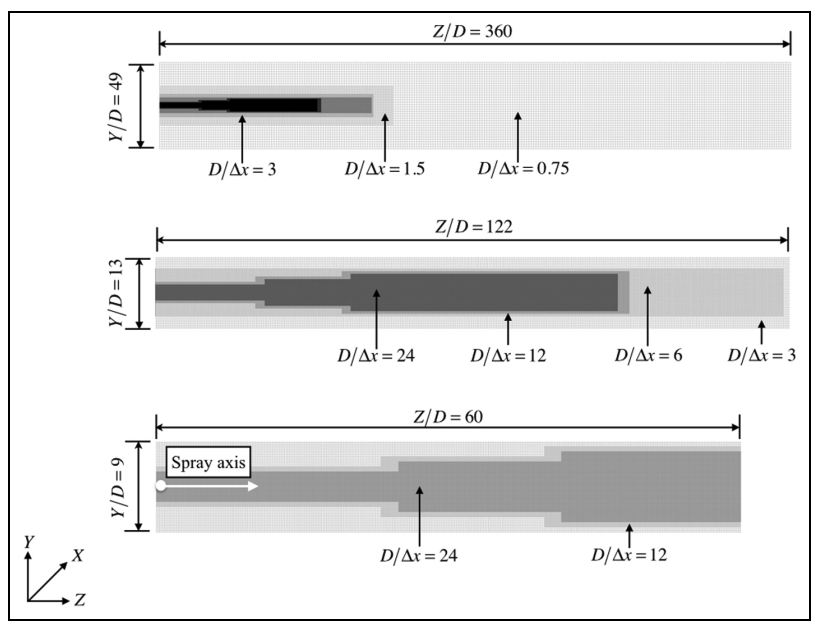 Z/D = 360
Y/D = 49
D/Δx = 3
D/Δx = 1.5
D/Δx = 0.75
Z/D = 122
Y/D = 13
D/Δx = 24
D/Δx = 12
D/Δx = 6
D/Δx = 3
Z/D = 60
Y/D = 9
Spray axis
D/Δx = 24
D/Δx = 12
Y
X
Z